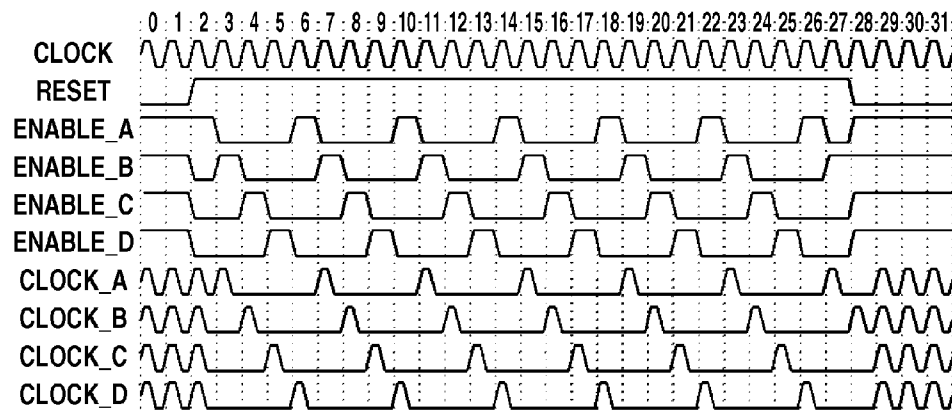 0 1 2 3 4 5 6 7 8 9 10 11 12 13 14 15 16 17 18 19 20 21 22 23 24 25 26 27 28 29 30 31
CLOCK
RESET
ENABLE_A
ENABLE_B
ENABLE_C
ENABLE_D
CLOCK_A
CLOCK_B
CLOCK_C
CLOCK_D